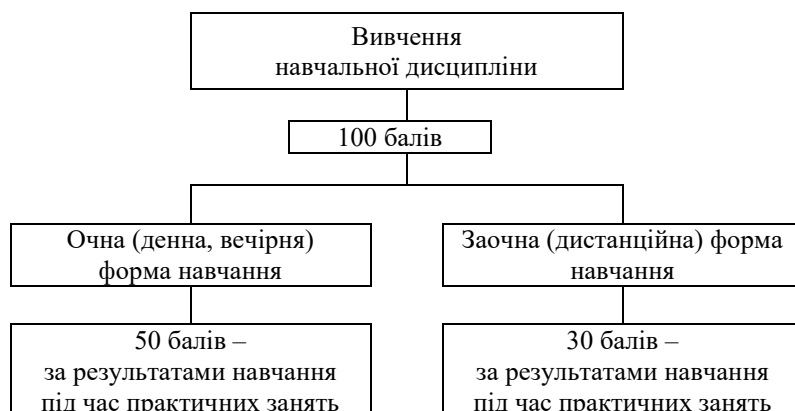 Вивчення
навчальної дисципліни
100 балів
Очна (денна, вечірня)
форма навчання
Заочна (дистанційна) форма
навчання
50 балів –
за результатами навчання
під час практичних занять
30 балів –
за результатами навчання
під час практичних занять